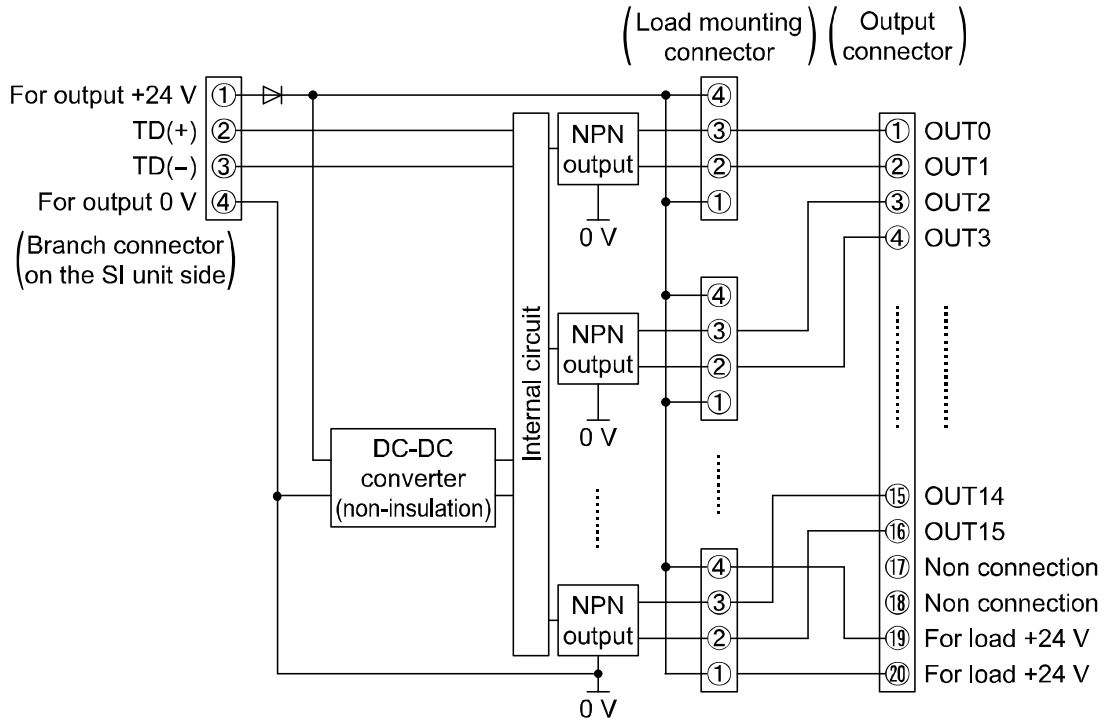 (Load mounting connector)
(Output connector)
For output +24 V ①
TD(+) ②
TD(−) ③
For output 0 V ④
(Branch connector on the SI unit side)
DC-DC
converter
(non-insulation)
Internal circuit
NPN
output
0 V
NPN
output
0 V
NPN
output
0 V
④
③
②
①
④
③
②
①
④
③
②
①
① OUT0
② OUT1
③ OUT2
④ OUT3
⑮ OUT14
⑯ OUT15
⑰ Non connection
⑱ Non connection
⑲ For load +24 V
⑳ For load +24 V